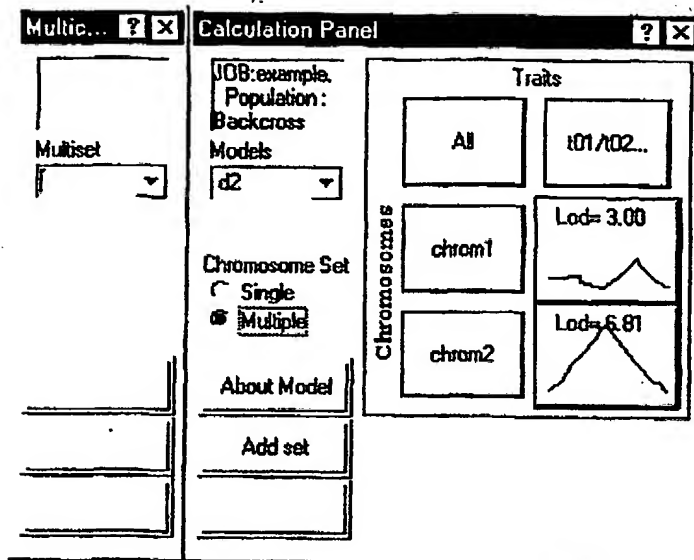 Multic... ? X
Multiset
Calculation Panel ? X
JOB:example.
Population :
Backcross
Models
d2
Chromosome Set
Single
Multiple
About Model
Add set
Traits
All
t01/t02...
Chromosomes
chrom1
Lod= 3.00
chrom2
Lod=6.81